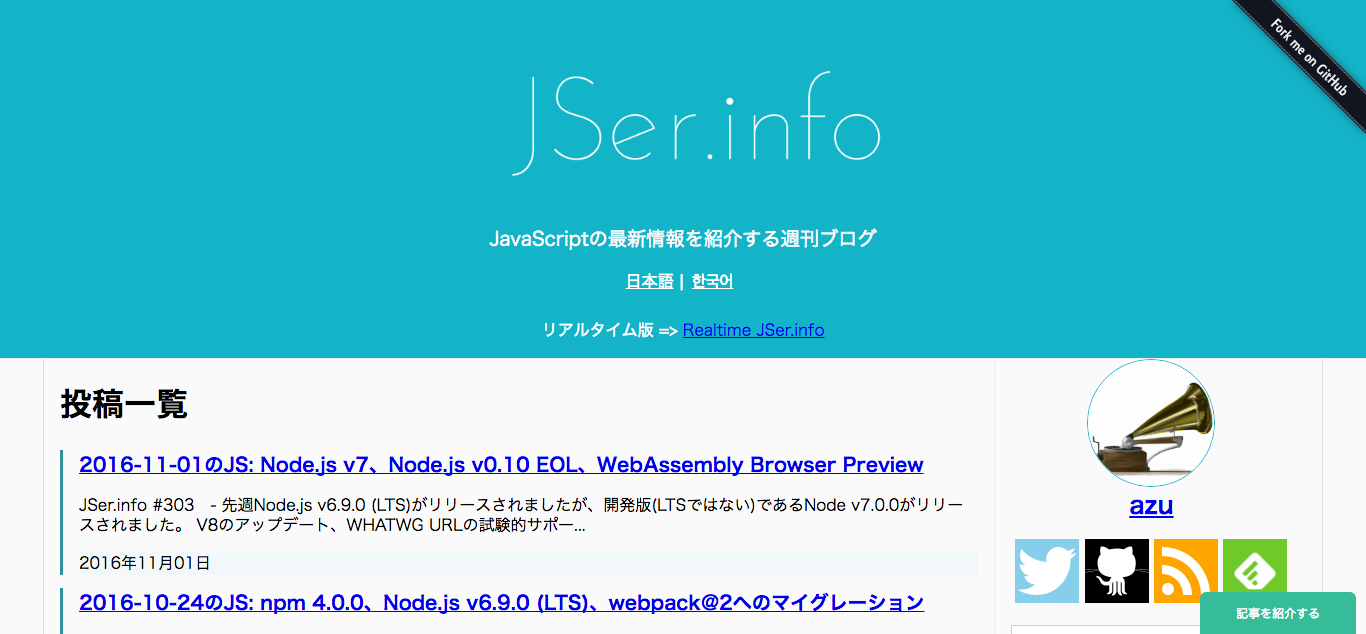 Fork me on GitHub
JSer.info
JavaScriptの最新情報を紹介する週刊ブログ
日本語 | 한국어
リアルタイム版 => Realtime JSer.info
投稿一覧
2016-11-01のJS: Node.js v7、Node.js v0.10 EOL、WebAssembly Browser Preview
JSer.info #303　- 先週Node.js v6.9.0 (LTS)がリリースされましたが、開発版(LTSではない)であるNode v7.0.0がリリー
スされました。 V8のアップデート、WHATWG URLの試験的サポー...
2016年11月01日
2016-10-24のJS: npm 4.0.0、Node.js v6.9.0 (LTS)、webpack@2へのマイグレーション
azu
記事を紹介する